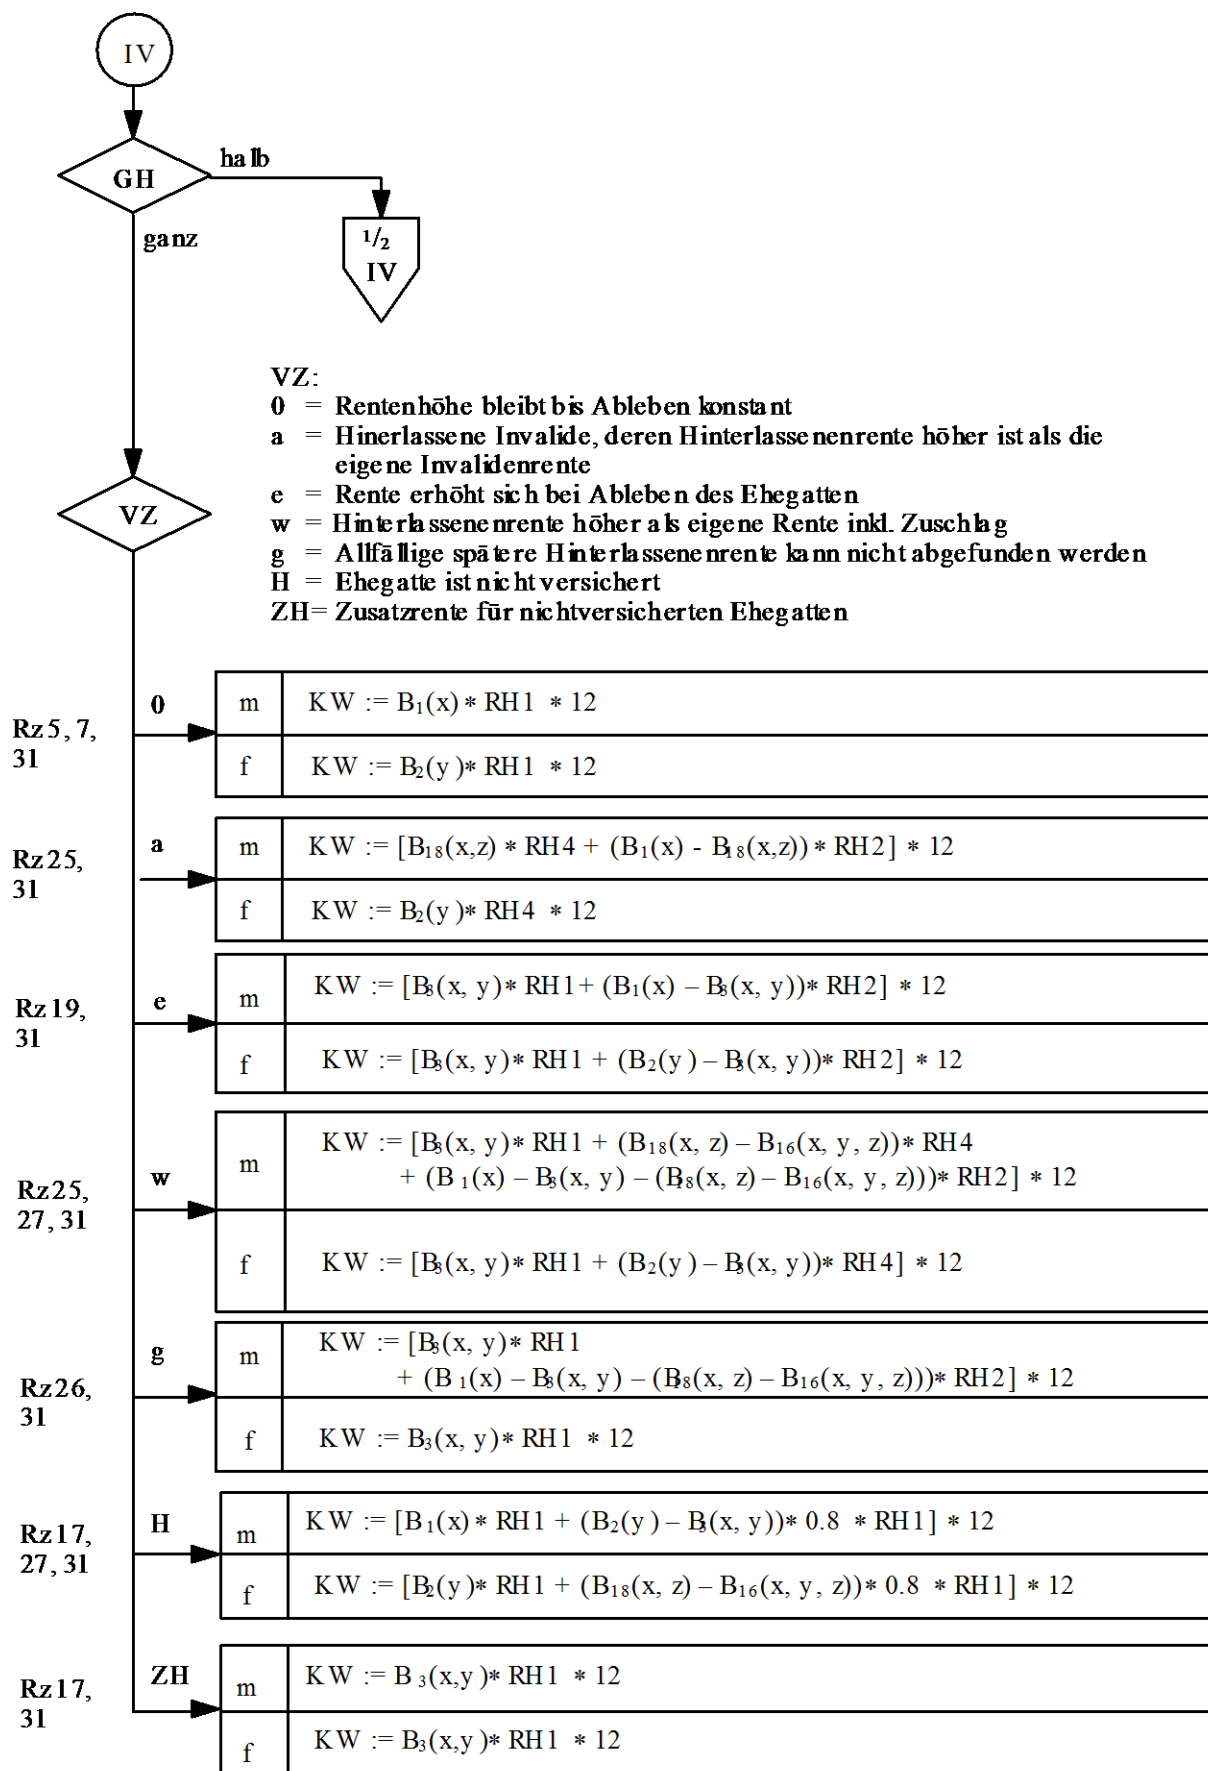 IV
GH
halb
ganz
1/2
IV
VZ:
0 = Rentenhöhe bleibt bis Ableben konstant
a = Hinerlassene Invalide, deren Hinterlassenenrente höher ist als die
eigene Invalidenrente
e = Rente erhöht sich bei Ableben des Ehegatten
VZ
w = Hinterlassenenrente höher als eigene Rente inkl. Zuschlag
g = Allfällige spätere Hinterlassenenrente kann nicht abgefunden werden
H = Ehegatte ist nicht versichert
ZH= Zusatzrente für nichtversicherten Ehegatten
Rz 5, 7,
31
0
m KW := B₁(x) * RH1 * 12
f KW := B₂(y) * RH1 * 12
Rz 25,
31
a
m KW := [B₁₈(x,z) * RH4 + (B₁(x) - B₁₈(x,z)) * RH2] * 12
f KW := B₂(y) * RH4 * 12
Rz 19,
31
e
m KW := [B₃(x, y) * RH1 + (B₁(x) – B₃(x, y)) * RH2] * 12
f KW := [B₃(x, y) * RH1 + (B₂(y) – B₃(x, y)) * RH2] * 12
Rz 25,
27, 31
w
m KW := [B₃(x, y) * RH1 + (B₁₈(x, z) – B₁₆(x, y, z)) * RH4
+ (B₁(x) – B₃(x, y) – (B₁₈(x, z) – B₁₆(x, y, z))) * RH2] * 12
f KW := [B₃(x, y) * RH1 + (B₂(y) – B₃(x, y)) * RH4] * 12
Rz 26,
31
g
m KW := [B₃(x, y) * RH1
+ (B₁(x) – B₃(x, y) – (B₁₈(x, z) – B₁₆(x, y, z))) * RH2] * 12
f KW := B₃(x, y) * RH1 * 12
Rz 17,
27, 31
H
m KW := [B₁(x) * RH1 + (B₂(y) – B₃(x, y)) * 0.8 * RH1] * 12
f KW := [B₂(y) * RH1 + (B₁₈(x, z) – B₁₆(x, y, z)) * 0.8 * RH1] * 12
Rz 17,
31
ZH
m KW := B₃(x,y) * RH1 * 12
f KW := B₃(x,y) * RH1 * 12